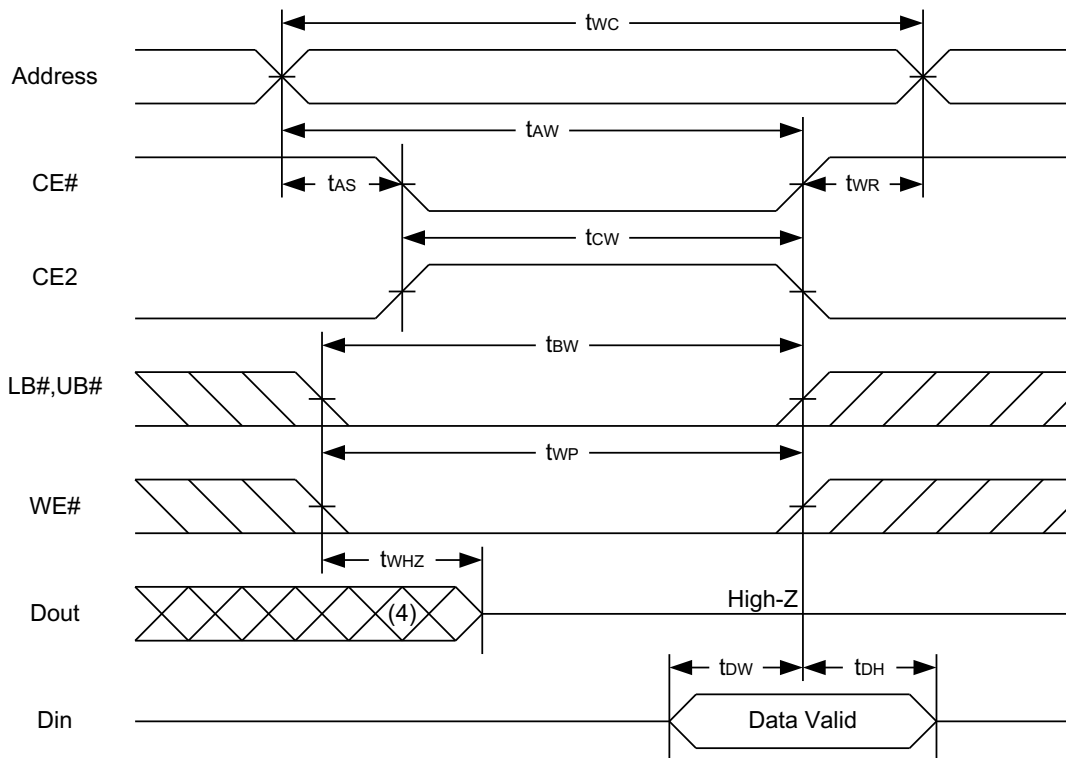 tWC
Address
tAW
CE#
tAS
tWR
tCW
CE2
tBW
LB#,UB#
tWP
WE#
tWHZ
Dout
(4)
High-Z
tDW
tDH
Din
Data Valid